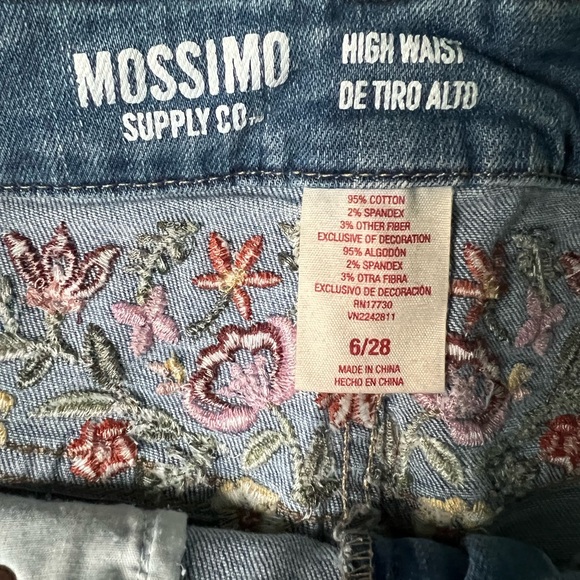 MOSSIMO
SUPPLY CO.™
HIGH WAIST
DE TIRO ALTO
95% COTTON
2% SPANDEX
3% OTHER FIBER
EXCLUSIVE OF DECORATION
95% ALGODÓN
2% SPANDEX
3% OTRA FIBRA
EXCLUSIVO DE DECORACIÓN
RN17730
VN2242811
6/28
MADE IN CHINA
HECHO EN CHINA